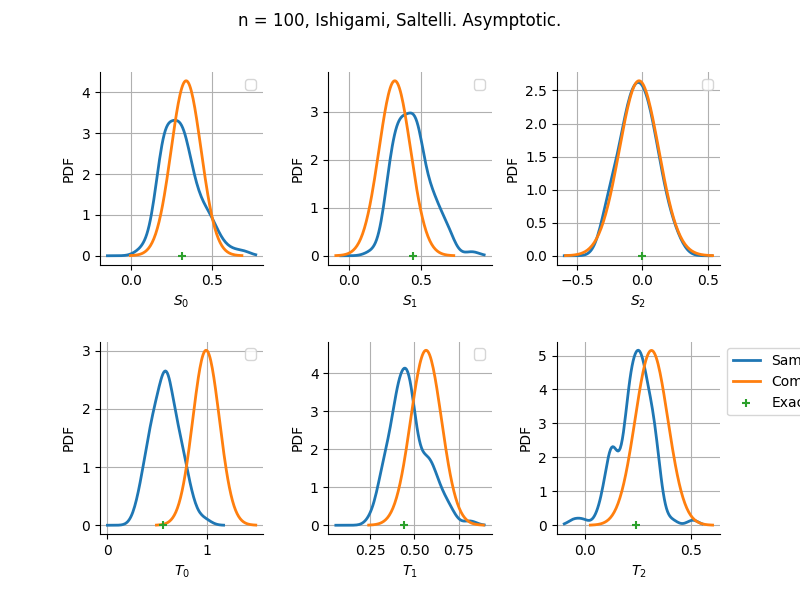 n = 100, Ishigami, Saltelli. Asymptotic.
PDF
4
3
2
1
0
0.0 0.5
S0
PDF
3
2
1
0
0.0 0.5
S1
PDF
2.5
2.0
1.5
1.0
0.5
0.0
−0.5 0.0 0.5
S2
PDF
3
2
1
0
0 1
T0
PDF
4
3
2
1
0
0.25 0.50 0.75
T1
PDF
5
4
3
2
1
0
0.0 0.5
T2
Sam
Com
Exac